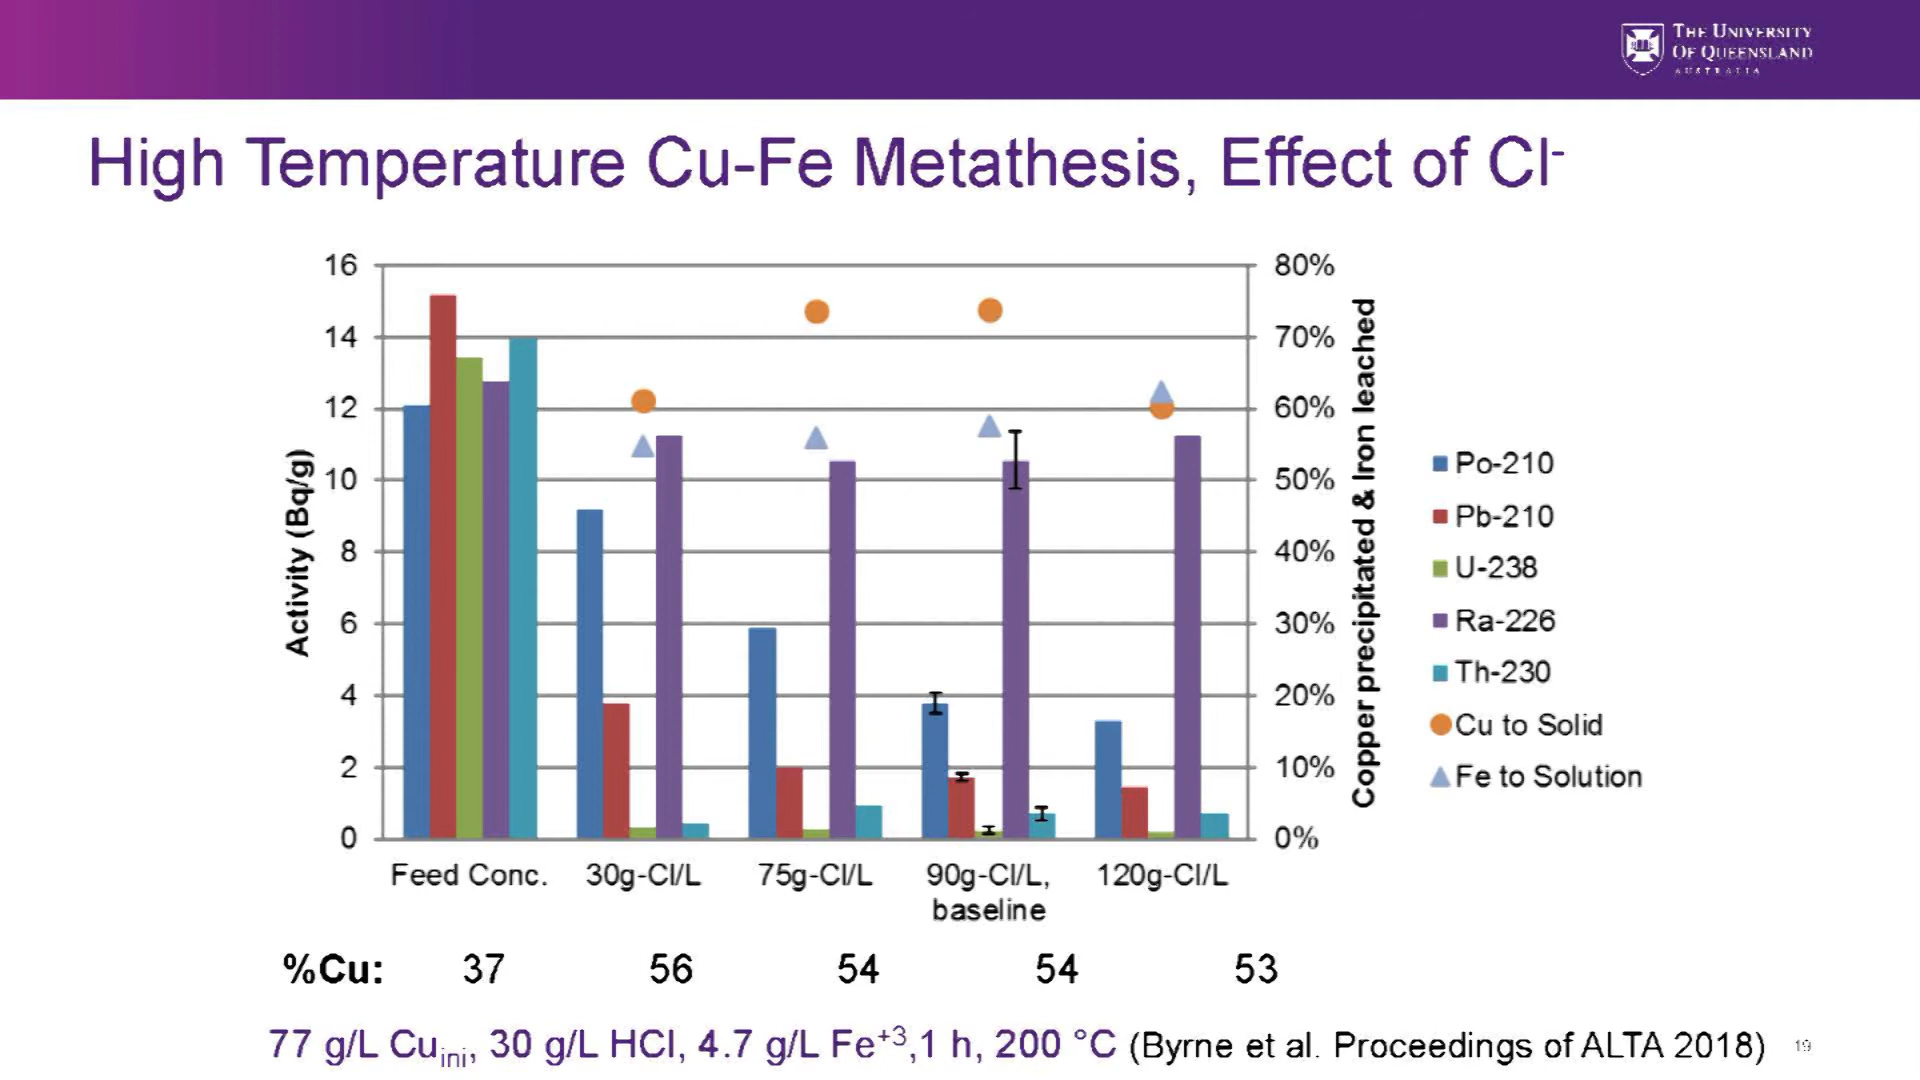 THE UNIVERSITY
OF QUEENSLAND
AUSTRALIA
High Temperature Cu-Fe Metathesis, Effect of Cl⁻
16
14
12
10
8
6
4
2
0
Activity (Bq/g)
80%
70%
60%
50%
40%
30%
20%
10%
0%
Copper precipitated & Iron leached
Po-210
Pb-210
U-238
Ra-226
Th-230
Cu to Solid
Fe to Solution
Feed Conc. 30g-Cl/L 75g-Cl/L 90g-Cl/L, 120g-Cl/L
baseline
%Cu: 37 56 54 54 53
77 g/L Cuini, 30 g/L HCl, 4.7 g/L Fe⁺³,1 h, 200 °C (Byrne et al. Proceedings of ALTA 2018) 19